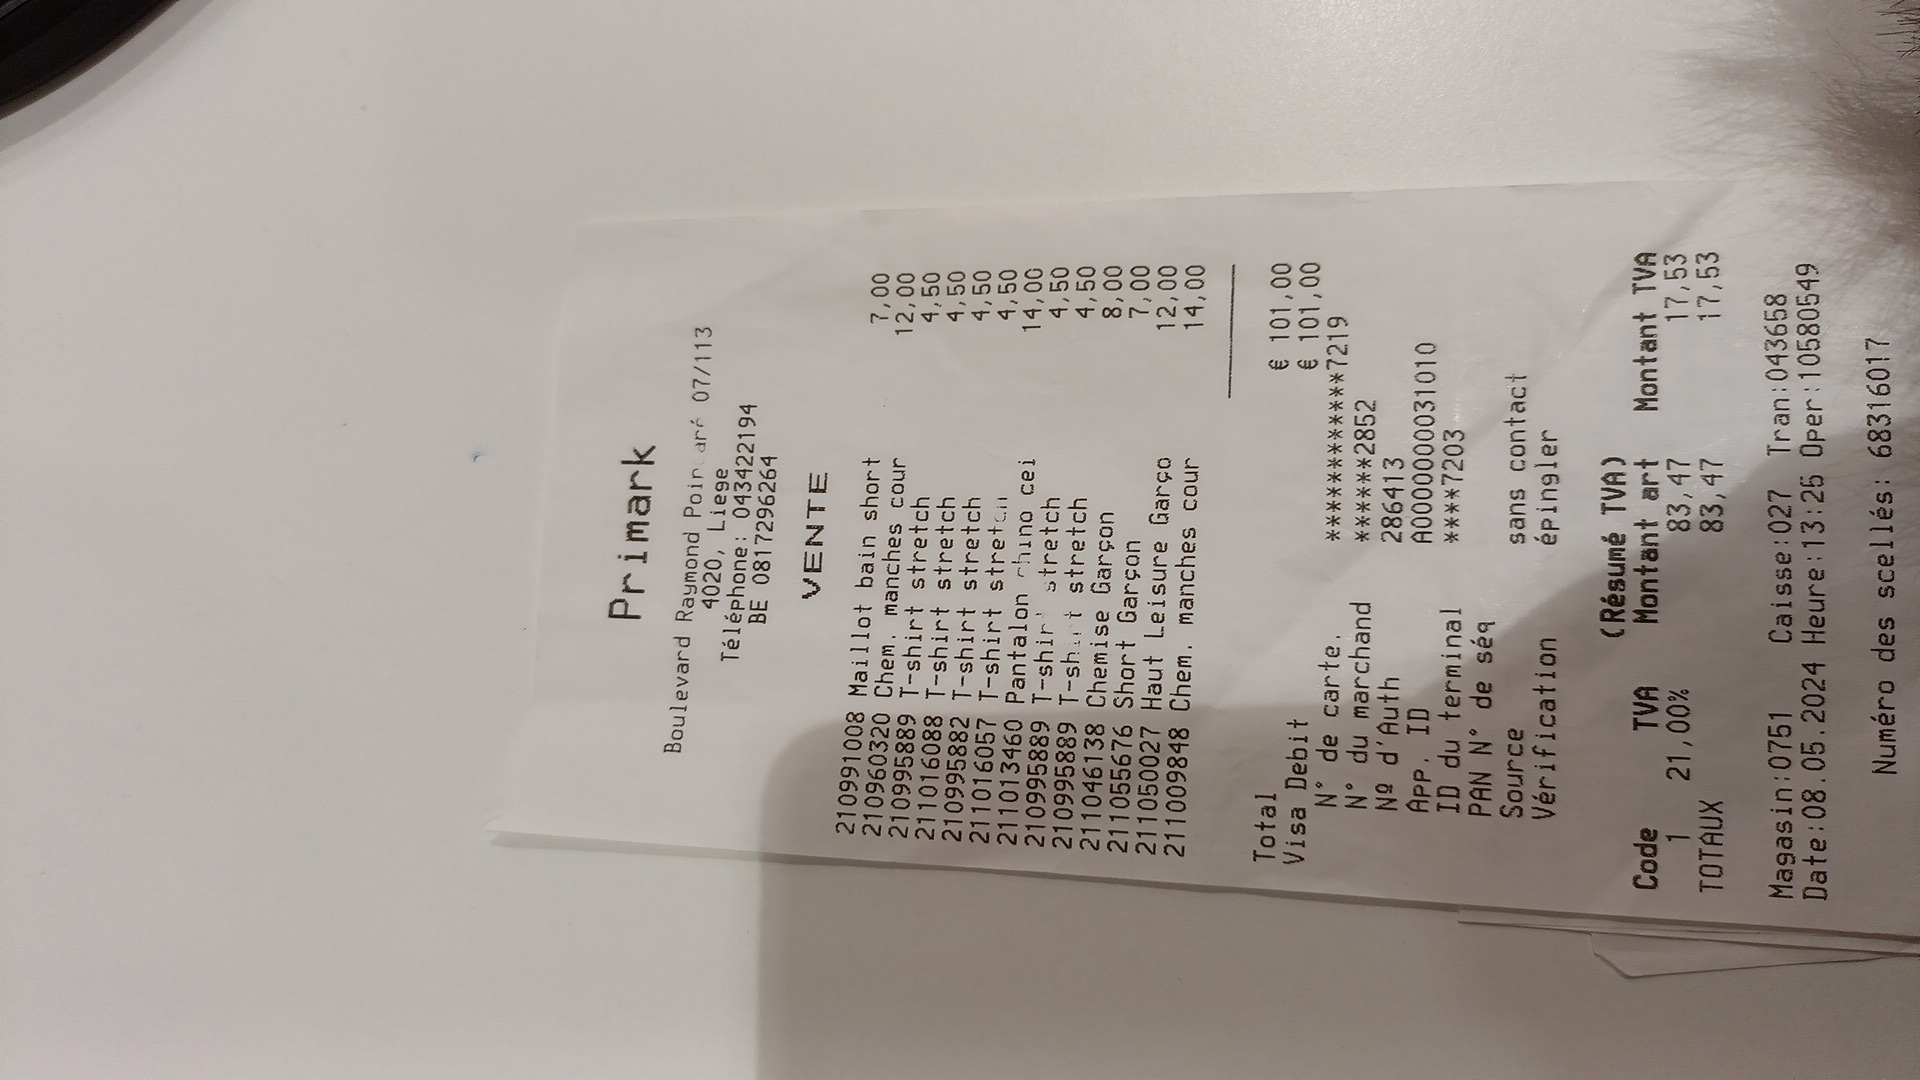 Primark
Boulevard Raymond 07/113
4020, Liege
Téléphone: 043422194
BE 0817296264
VENTE
210991008 Maillot bain short 7,00
210960320 Chem. manches cour 12,00
210995889 T-shirt stretch 4,50
211016088 T-shirt stretch 4,50
210995882 T-shirt stretch 4,50
211016057 T-shirt stretch 4,50
211013460 Pantalon chino cei 14,00
210995889 T-shirt stretch 4,50
210995889 T-shirt stretch 4,50
211046138 Chemise Garçon 8,00
211055676 Short Garçon 7,00
211050027 Haut Leisure Garço 12,00
211009848 Chem. manches cour 14,00
Total € 101,00
Visa Debit € 101,00
N° de carte. ************7219
N° du marchand ******2852
Nº d'Auth 286413
App. ID A0000000031010
ID du terminal ****7203
PAN N° de séq
Source sans contact
Vérification épingler
(Résumé TVA)
Code TVA Montant art Montant TVA
1 21,00% 83,47 17,53
TOTAUX 83,47 17,53
Magasin:0751 Caisse:027 Tran:043658
Date:08.05.2024 Heure:13:25 Oper:10580549
Numéro des scellés: 68316017